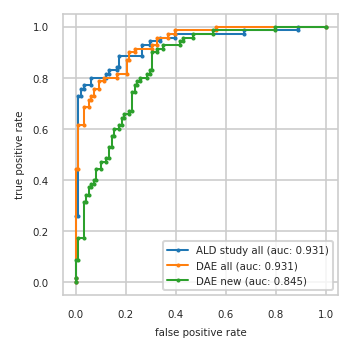 1.0
0.8
0.6
0.4
0.2
0.0
true positive rate
ALD study all (auc: 0.931)
DAE all (auc: 0.931)
DAE new (auc: 0.845)
0.0 0.2 0.4 0.6 0.8 1.0
false positive rate